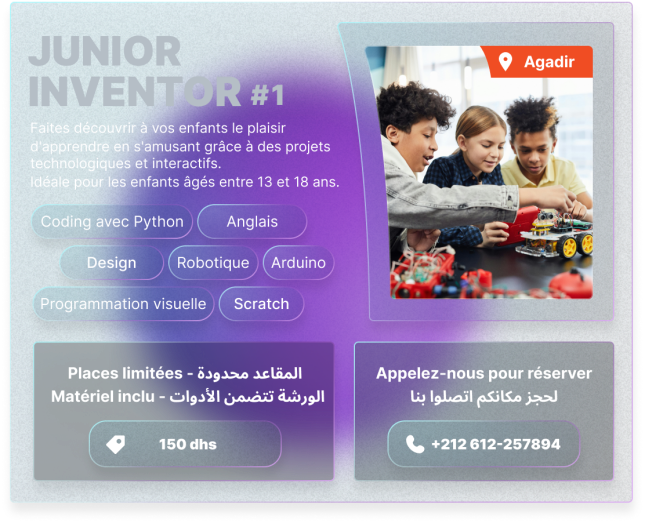 JUNIOR
INVENTOR #1
Agadir
Faites découvrir à vos enfants le plaisir
d'apprendre en s'amusant grâce à des projets
technologiques et interactifs.
Idéale pour les enfants âgés entre 13 et 18 ans.
Coding avec Python
Anglais
Design
Robotique
Arduino
Programmation visuelle
Scratch
Places limitées - المقاعد محدودة
Matériel inclu - الورشة تتضمن الأدوات
150 dhs
Appelez-nous pour réserver
لحجز مكانكم اتصلوا بنا
+212 612-257894